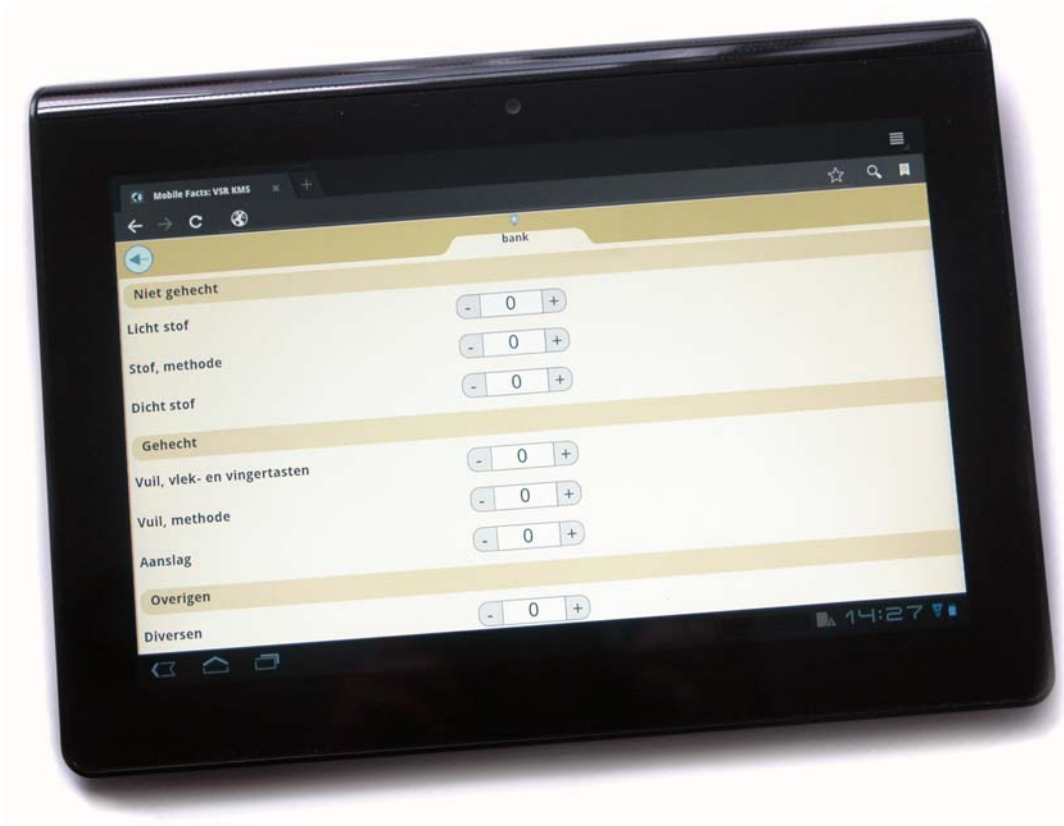 Mobile Facts: VSR KMS
bank
Niet gehecht
Licht stof - 0 +
Stof, methode - 0 +
Dicht stof - 0 +
Gehecht
Vuil, vlek- en vingertasten - 0 +
Vuil, methode - 0 +
Aanslag - 0 +
Overigen
Diversen - 0 +
14:27